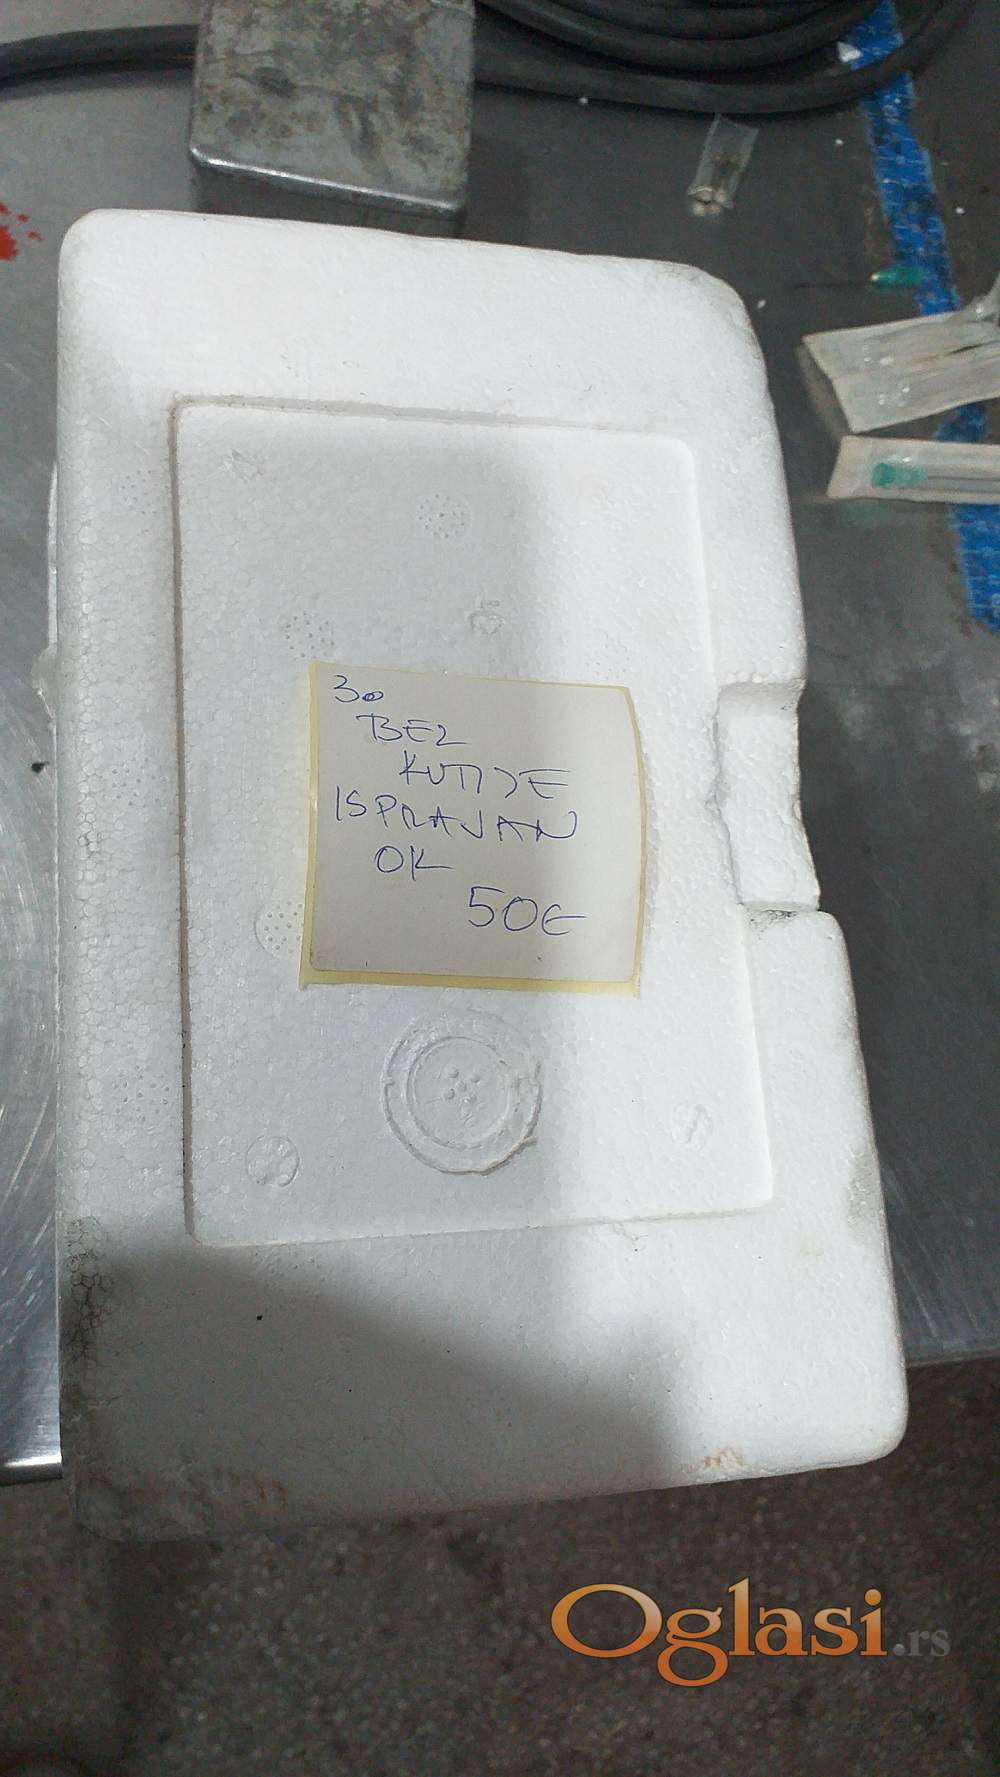 30
BEZ
KUTIJE
ISPRAVAN
OK
50€
Oglasi.rs